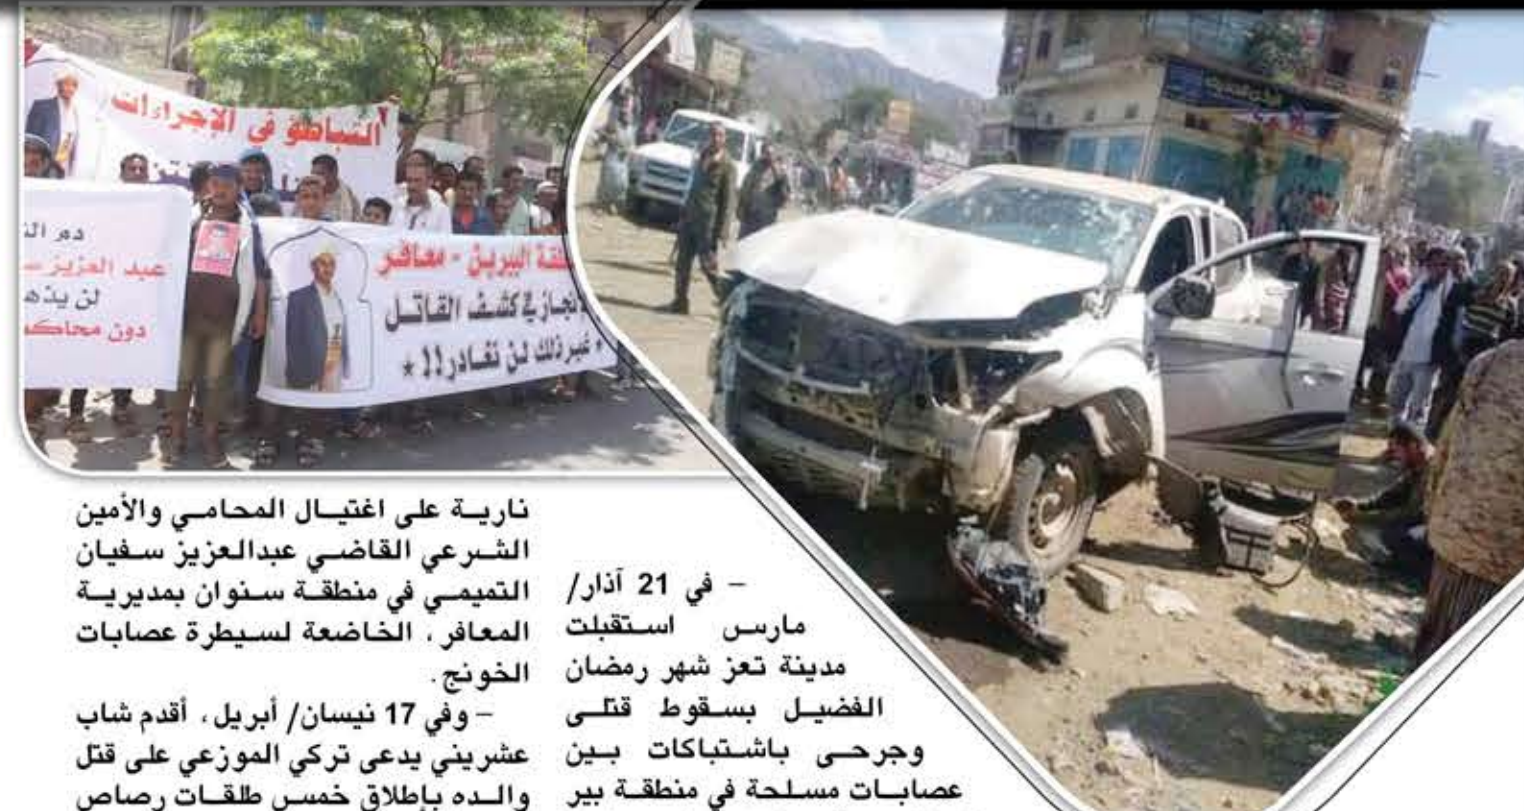 التباطؤ في الإجراءات
عبد العزيز
لن يذهـ
دون محاكمـ
البيرين - معافر
كشف القاتل
* غير ذلك لن نغادر !! *
– في 21 آذار/
مارس استقبلت
مدينة تعز شهر رمضان
الفضيل بسقوط قتلى
وجرحى باشتباكات بين
عصابات مسلحة في منطقة بير
نارية على اغتيال المحامي والأمين
الشرعي القاضي عبدالعزيز سفيان
التميمي في منطقة سنوان بمديرية
المعافر، الخاضعة لسيطرة عصابات
الخونج.
– وفي 17 نيسان/ أبريل، أقدم شاب
عشريني يدعى تركي الموزعي على قتل
والده بإطلاق خمس طلقات رصاص